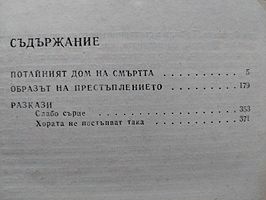 СЪДЪРЖАНИЕ
ПОТАЙНИЯТ ДОМ НА СМЪРТТА . . . . . . . . . 5
ОБРАЗЪТ НА ПРЕСТЪПЛЕНИЕТО . . . . . . . . 179
РАЗКАЗИ
Слабо сърце . . . . . . . . . . . . . 353
Хората не постъпват така . . . . . . . . . 371